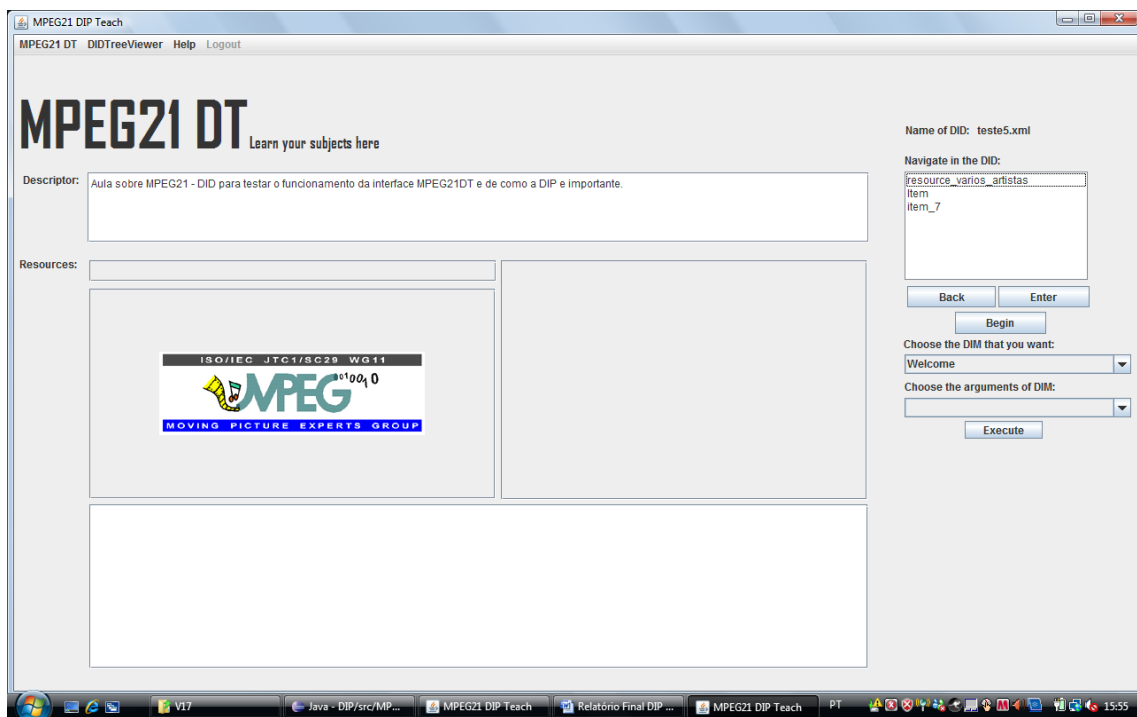 MPEG21 DIP Teach
MPEG21 DT DIDTreeViewer Help Logout
MPEG21 DT Learn your subjects here
Descriptor:
Aula sobre MPEG21 - DID para testar o funcionamento da interface MPEG21DT e de como a DIP e importante.
Resources:
ISO/IEC JTC1/SC29 WG11
MPEG
MOVING PICTURE EXPERTS GROUP
Name of DID: teste5.xml
Navigate in the DID:
resource_varios_artistas
Item
item_7
Back Enter
Begin
Choose the DIM that you want:
Welcome
Choose the arguments of DIM:
Execute
V17 Java - DIP/src/MP... MPEG21 DIP Teach Relatório Final DIP ... MPEG21 DIP Teach PT 15:55